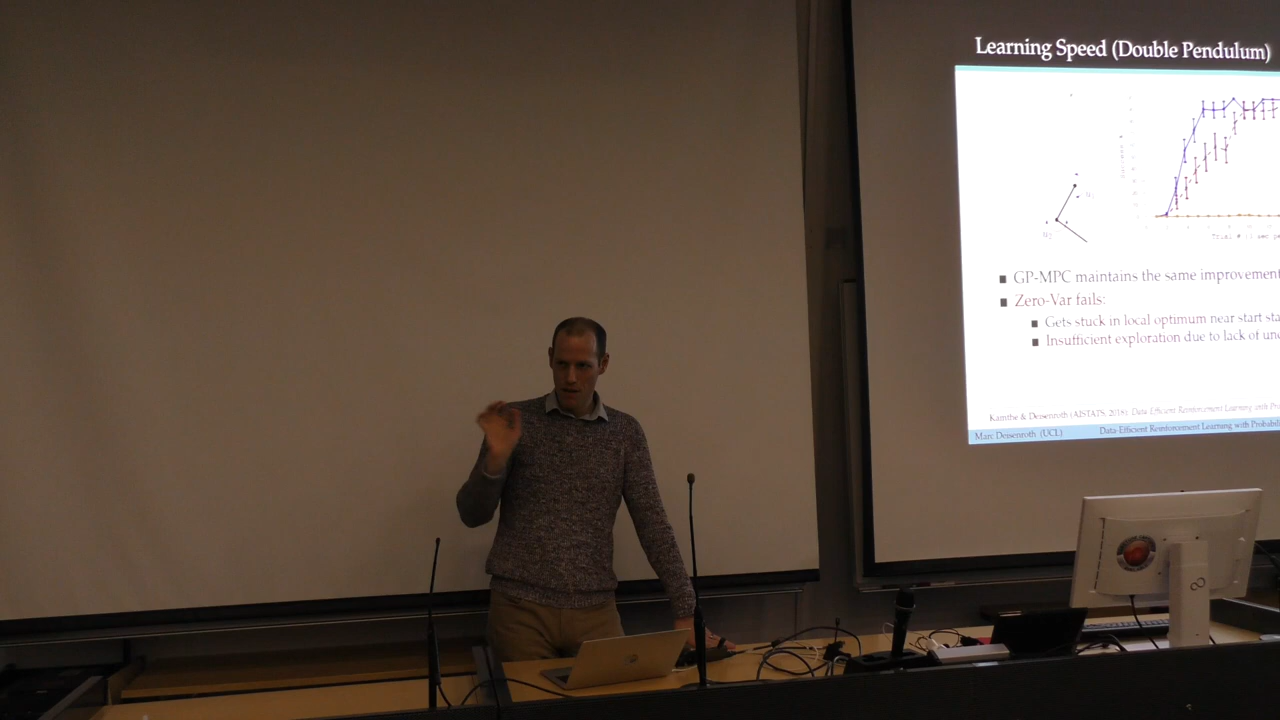 Learning Speed (Double Pendulum)
GP-MPC maintains the same improvement
Zero-Var fails:
Gets stuck in local optimum near start sta
Insufficient exploration due to lack of unc
Kamthe & Deisenroth (AISTATS, 2018): Data Efficient Reinforcement Learning with Pro
Marc Deisenroth (UCL) Data-Efficient Reinforcement Learning with Probabili